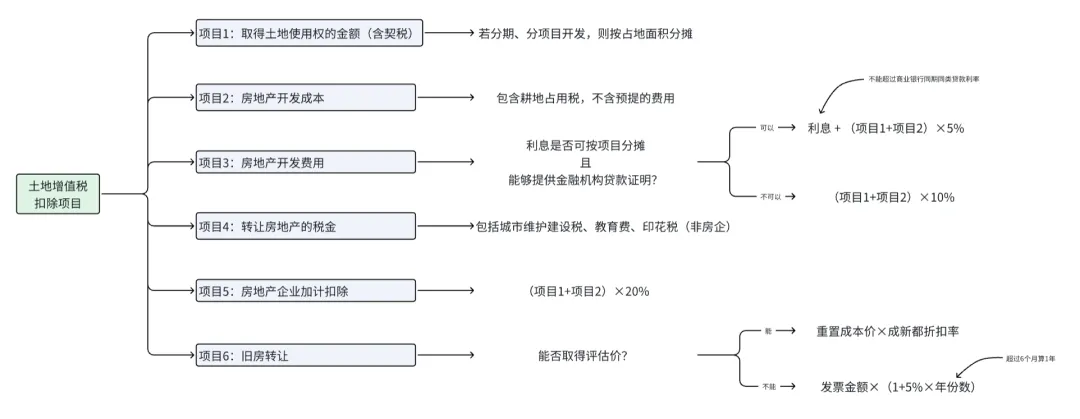 土地增值税
扣除项目
项目1：取得土地使用权的金额（含契税）
若分期、分项目开发，则按占地面积分摊
项目2：房地产开发成本
包含耕地占用税，不含预提的费用
项目3：房地产开发费用
利息是否可按项目分摊
且
能够提供金融机构贷款证明？
可以
利息 + （项目1+项目2）×5%
不能超过商业银行同期同类贷款利率
不可以
（项目1+项目2）×10%
项目4：转让房地产的税金
包括城市维护建设税、教育费、印花税（非房企）
项目5：房地产企业加计扣除
（项目1+项目2）×20%
项目6：旧房转让
能否取得评估价？
能
重置成本价×成新都折扣率
不能
发票金额×（1+5%×年份数）
超过6个月算1年